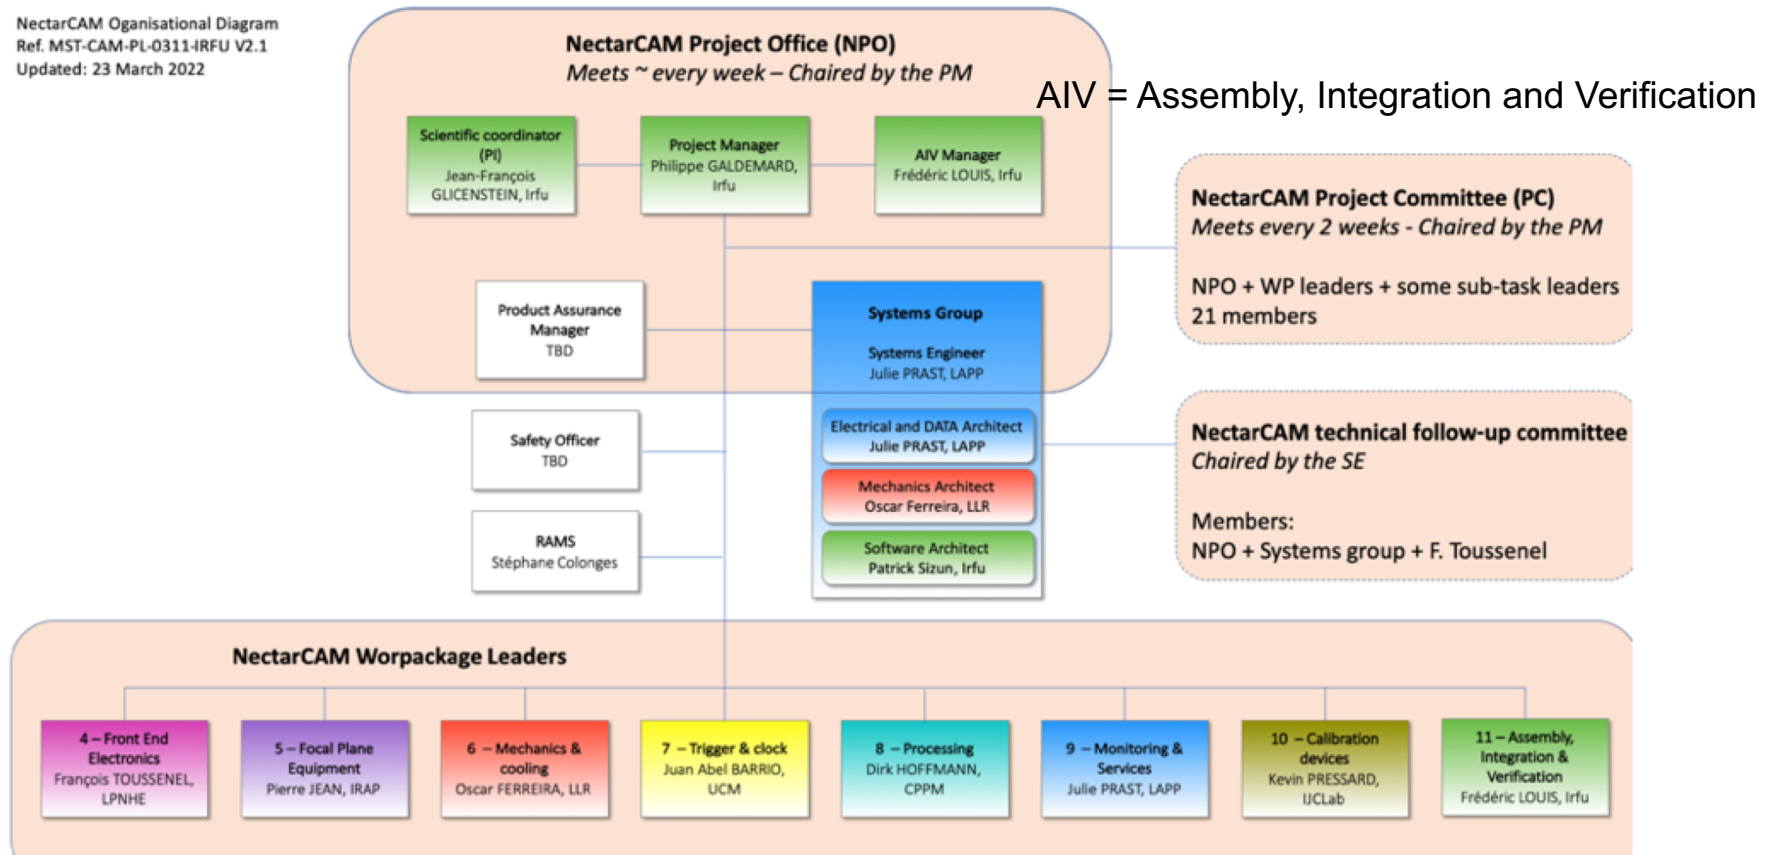 NectarCAM Oganisational Diagram
Ref. MST-CAM-PL-0311-IRFU V2.1
Updated: 23 March 2022
NectarCAM Project Office (NPO)
Meets ~ every week – Chaired by the PM
AIV = Assembly, Integration and Verification
Scientific coordinator
(PI)
Jean-François
GLICENSTEIN, Irfu
Project Manager
Philippe GALDEMARD,
Irfu
AIV Manager
Frédéric LOUIS, Irfu
NectarCAM Project Committee (PC)
Meets every 2 weeks - Chaired by the PM
NPO + WP leaders + some sub-task leaders
21 members
Product Assurance
Manager
TBD
Systems Group
Systems Engineer
Julie PRAST, LAPP
Safety Officer
TBD
Electrical and DATA Architect
Julie PRAST, LAPP
Mechanics Architect
Oscar Ferreira, LLR
Software Architect
Patrick Sizun, Irfu
NectarCAM technical follow-up committee
Chaired by the SE
Members:
NPO + Systems group + F. Toussenel
RAMS
Stéphane Colonges
NectarCAM Worpackage Leaders
4 – Front End
Electronics
François TOUSSENEL,
LPNHE
5 – Focal Plane
Equipment
Pierre JEAN, IRAP
6 – Mechanics &
cooling
Oscar FERREIRA, LLR
7 – Trigger & clock
Juan Abel BARRIO,
UCM
8 – Processing
Dirk HOFFMANN,
CPPM
9 – Monitoring &
Services
Julie PRAST, LAPP
10 – Calibration
devices
Kevin PRESSARD,
IJCLab
11 – Assembly,
Integration &
Verification
Frédéric LOUIS, Irfu